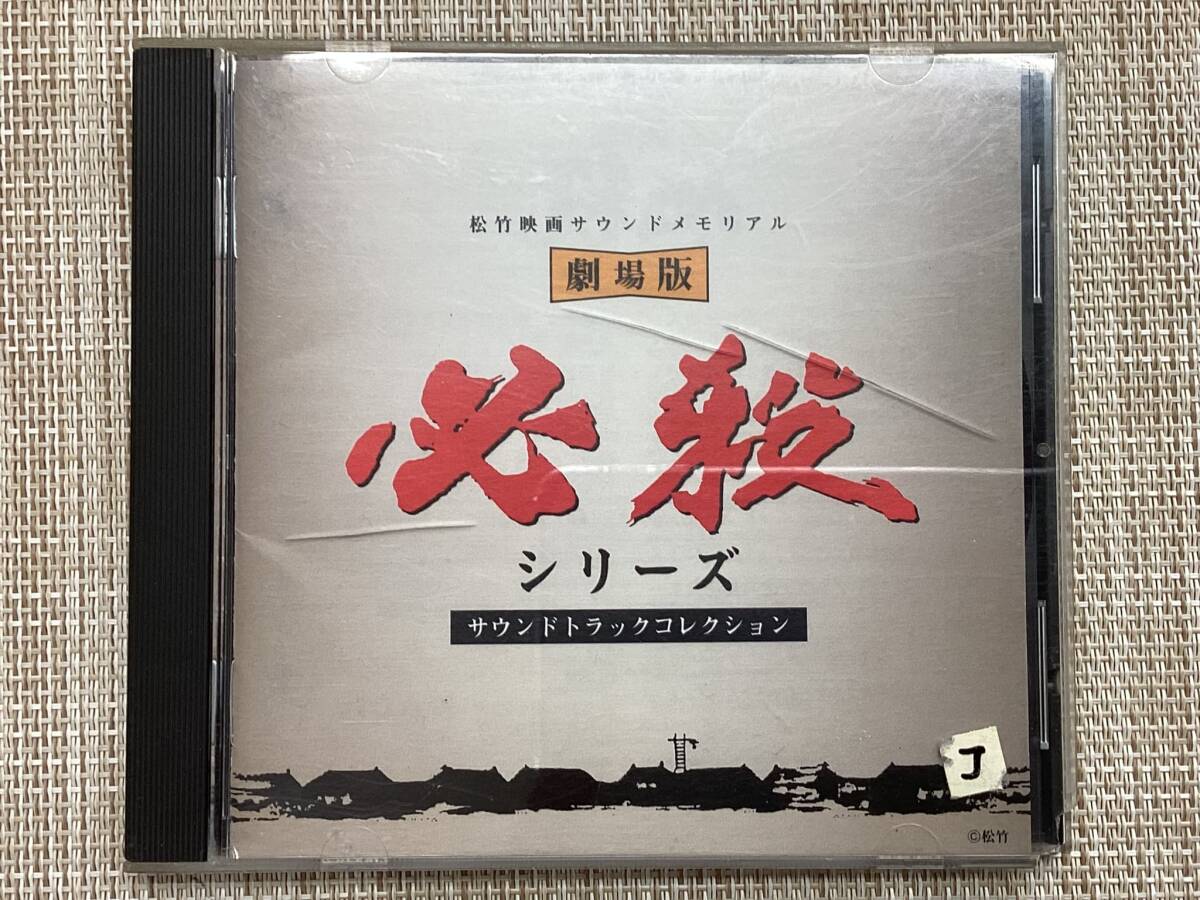 松竹映画サウンドメモリアル
劇場版
必殺
シリーズ
サウンドトラックコレクション
J
©松竹